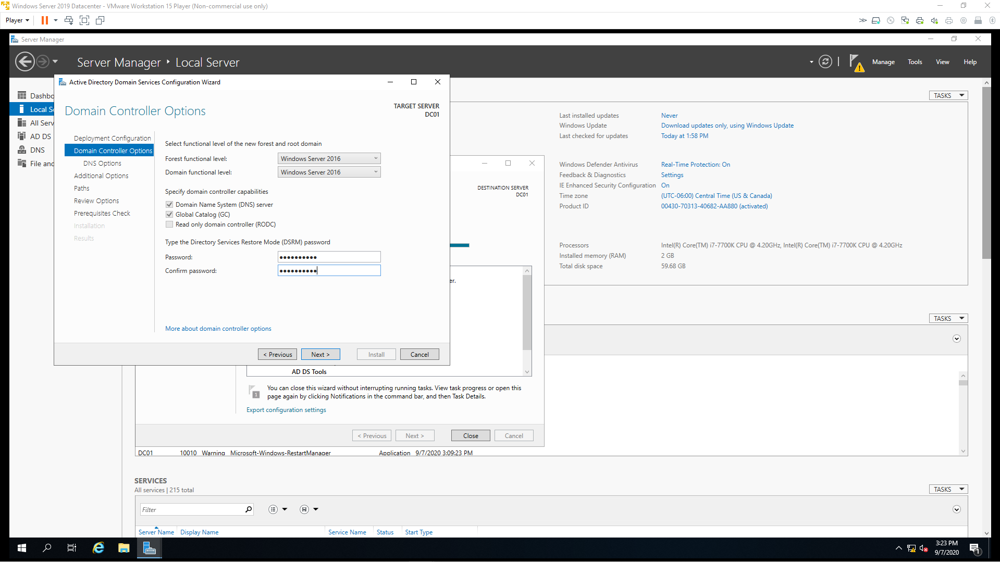 Windows Server 2019 Datacenter - VMware Workstation 15 Player (Non-commercial use only)
Player
Server Manager
Server Manager Local Server
Manage Tools View Help
Dashbo
Local Se
All Serv
AD DS
DNS
File and
Active Directory Domain Services Configuration Wizard
Domain Controller Options
TARGET SERVER
DC01
Deployment Configuration
Domain Controller Options
DNS Options
Additional Options
Paths
Review Options
Prerequisites Check
Installation
Results
Select functional level of the new forest and root domain
Forest functional level: Windows Server 2016
Domain functional level: Windows Server 2016
Specify domain controller capabilities
Domain Name System (DNS) server
Global Catalog (GC)
Read only domain controller (RODC)
Type the Directory Services Restore Mode (DSRM) password
Password: ●●●●●●●●●●
Confirm password: ●●●●●●●●●●
More about domain controller options
< Previous Next > Install Cancel
DESTINATION SERVER
DC01
er.
AD DS Tools
1
You can close this wizard without interrupting running tasks. View task progress or open this
page again by clicking Notifications in the command bar, and then Task Details.
Export configuration settings
< Previous Next > Close Cancel
TASKS
Last installed updates Never
Windows Update Download updates only, using Windows Update
Last checked for updates Today at 1:58 PM
Windows Defender Antivirus Real-Time Protection: On
Feedback & Diagnostics Settings
IE Enhanced Security Configuration On
Time zone (UTC-06:00) Central Time (US & Canada)
Product ID 00430-70313-40682-AA880 (activated)
Processors Intel(R) Core(TM) i7-7700K CPU @ 4.20GHz, Intel(R) Core(TM) i7-7700K CPU @ 4.20GHz
Installed memory (RAM) 2 GB
Total disk space 59.68 GB
TASKS
DC01 10010 Warning Microsoft-Windows-RestartManager Application 9/7/2020 3:09:23 PM
SERVICES
All services | 215 total
TASKS
Filter
Server Name Display Name Service Name Status Start Type
3:23 PM
9/7/2020
1